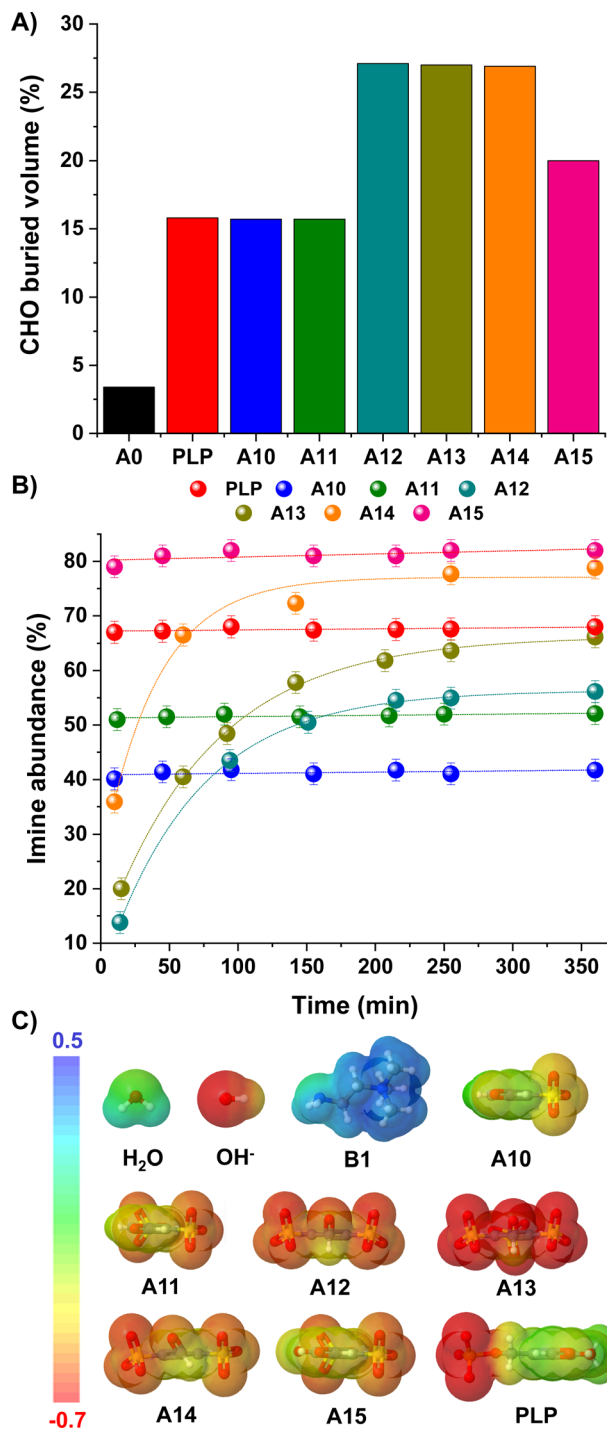 A)
CHO buried volume (%)
30
25
20
15
10
5
0
A0 PLP A10 A11 A12 A13 A14 A15
B)
PLP A10 A11 A12
A13 A14 A15
Imine abundance (%)
80
70
60
50
40
30
20
10
0 50 100 150 200 250 300 350
Time (min)
C)
0.5
H₂O OH⁻ B1 A10
A11 A12 A13
A14 A15 PLP
-0.7